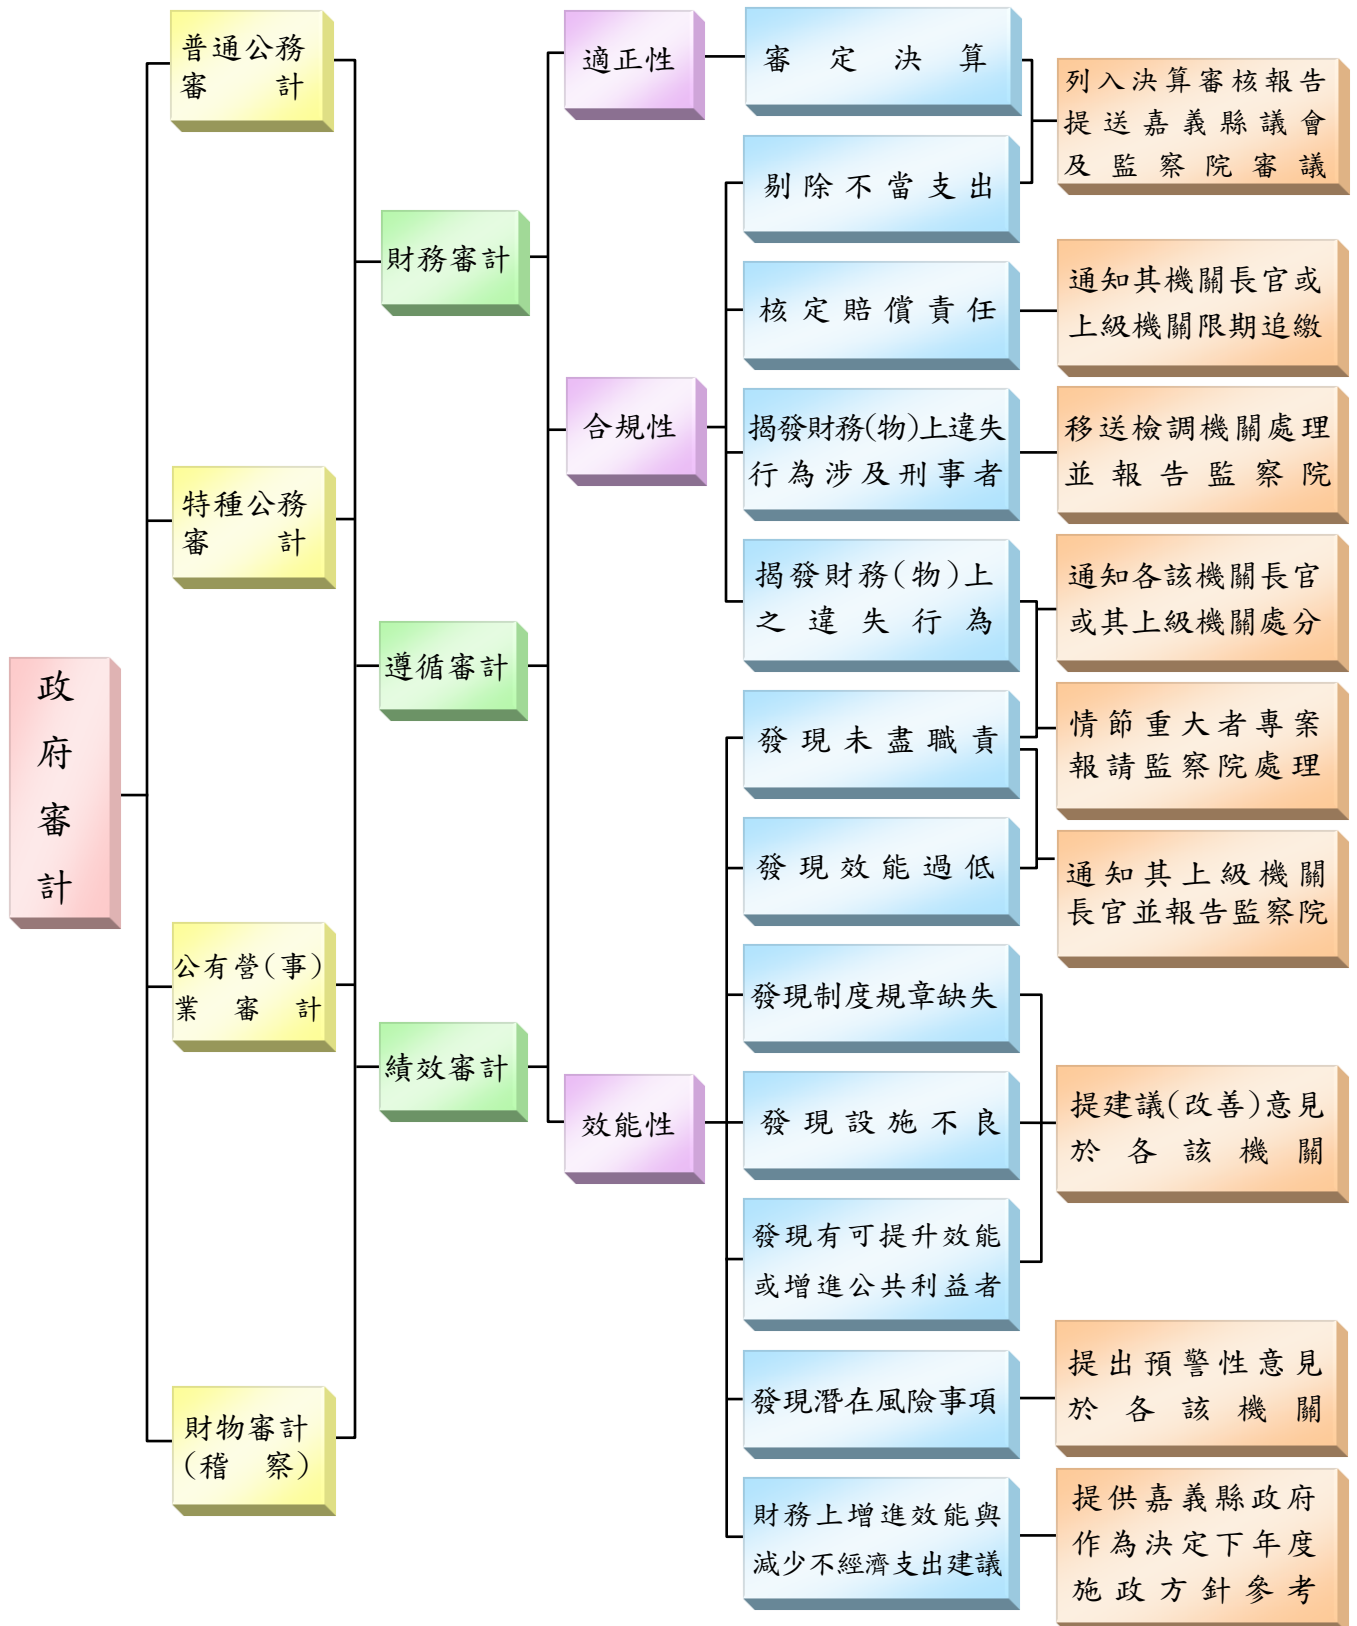 政
府
審
計
普通公務
審計
特種公務
審計
公有營(事)
業審計
財物審計
(稽察)
財務審計
遵循審計
績效審計
適正性
合規性
效能性
審定決算
剔除不當支出
核定賠償責任
揭發財務(物)上違失
行為涉及刑事者
揭發財務(物)上
之違失行為
發現未盡職責
發現效能過低
發現制度規章缺失
發現設施不良
發現有可提升效能
或增進公共利益者
發現潛在風險事項
財務上增進效能與
減少不經濟支出建議
列入決算審核報告
提送嘉義縣議會
及監察院審議
通知其機關長官或
上級機關限期追繳
移送檢調機關處理
並報告監察院
通知各該機關長官
或其上級機關處分
情節重大者專案
報請監察院處理
通知其上級機關
長官並報告監察院
提建議(改善)意見
於各該機關
提出預警性意見
於各該機關
提供嘉義縣政府
作為決定下年度
施政方針參考